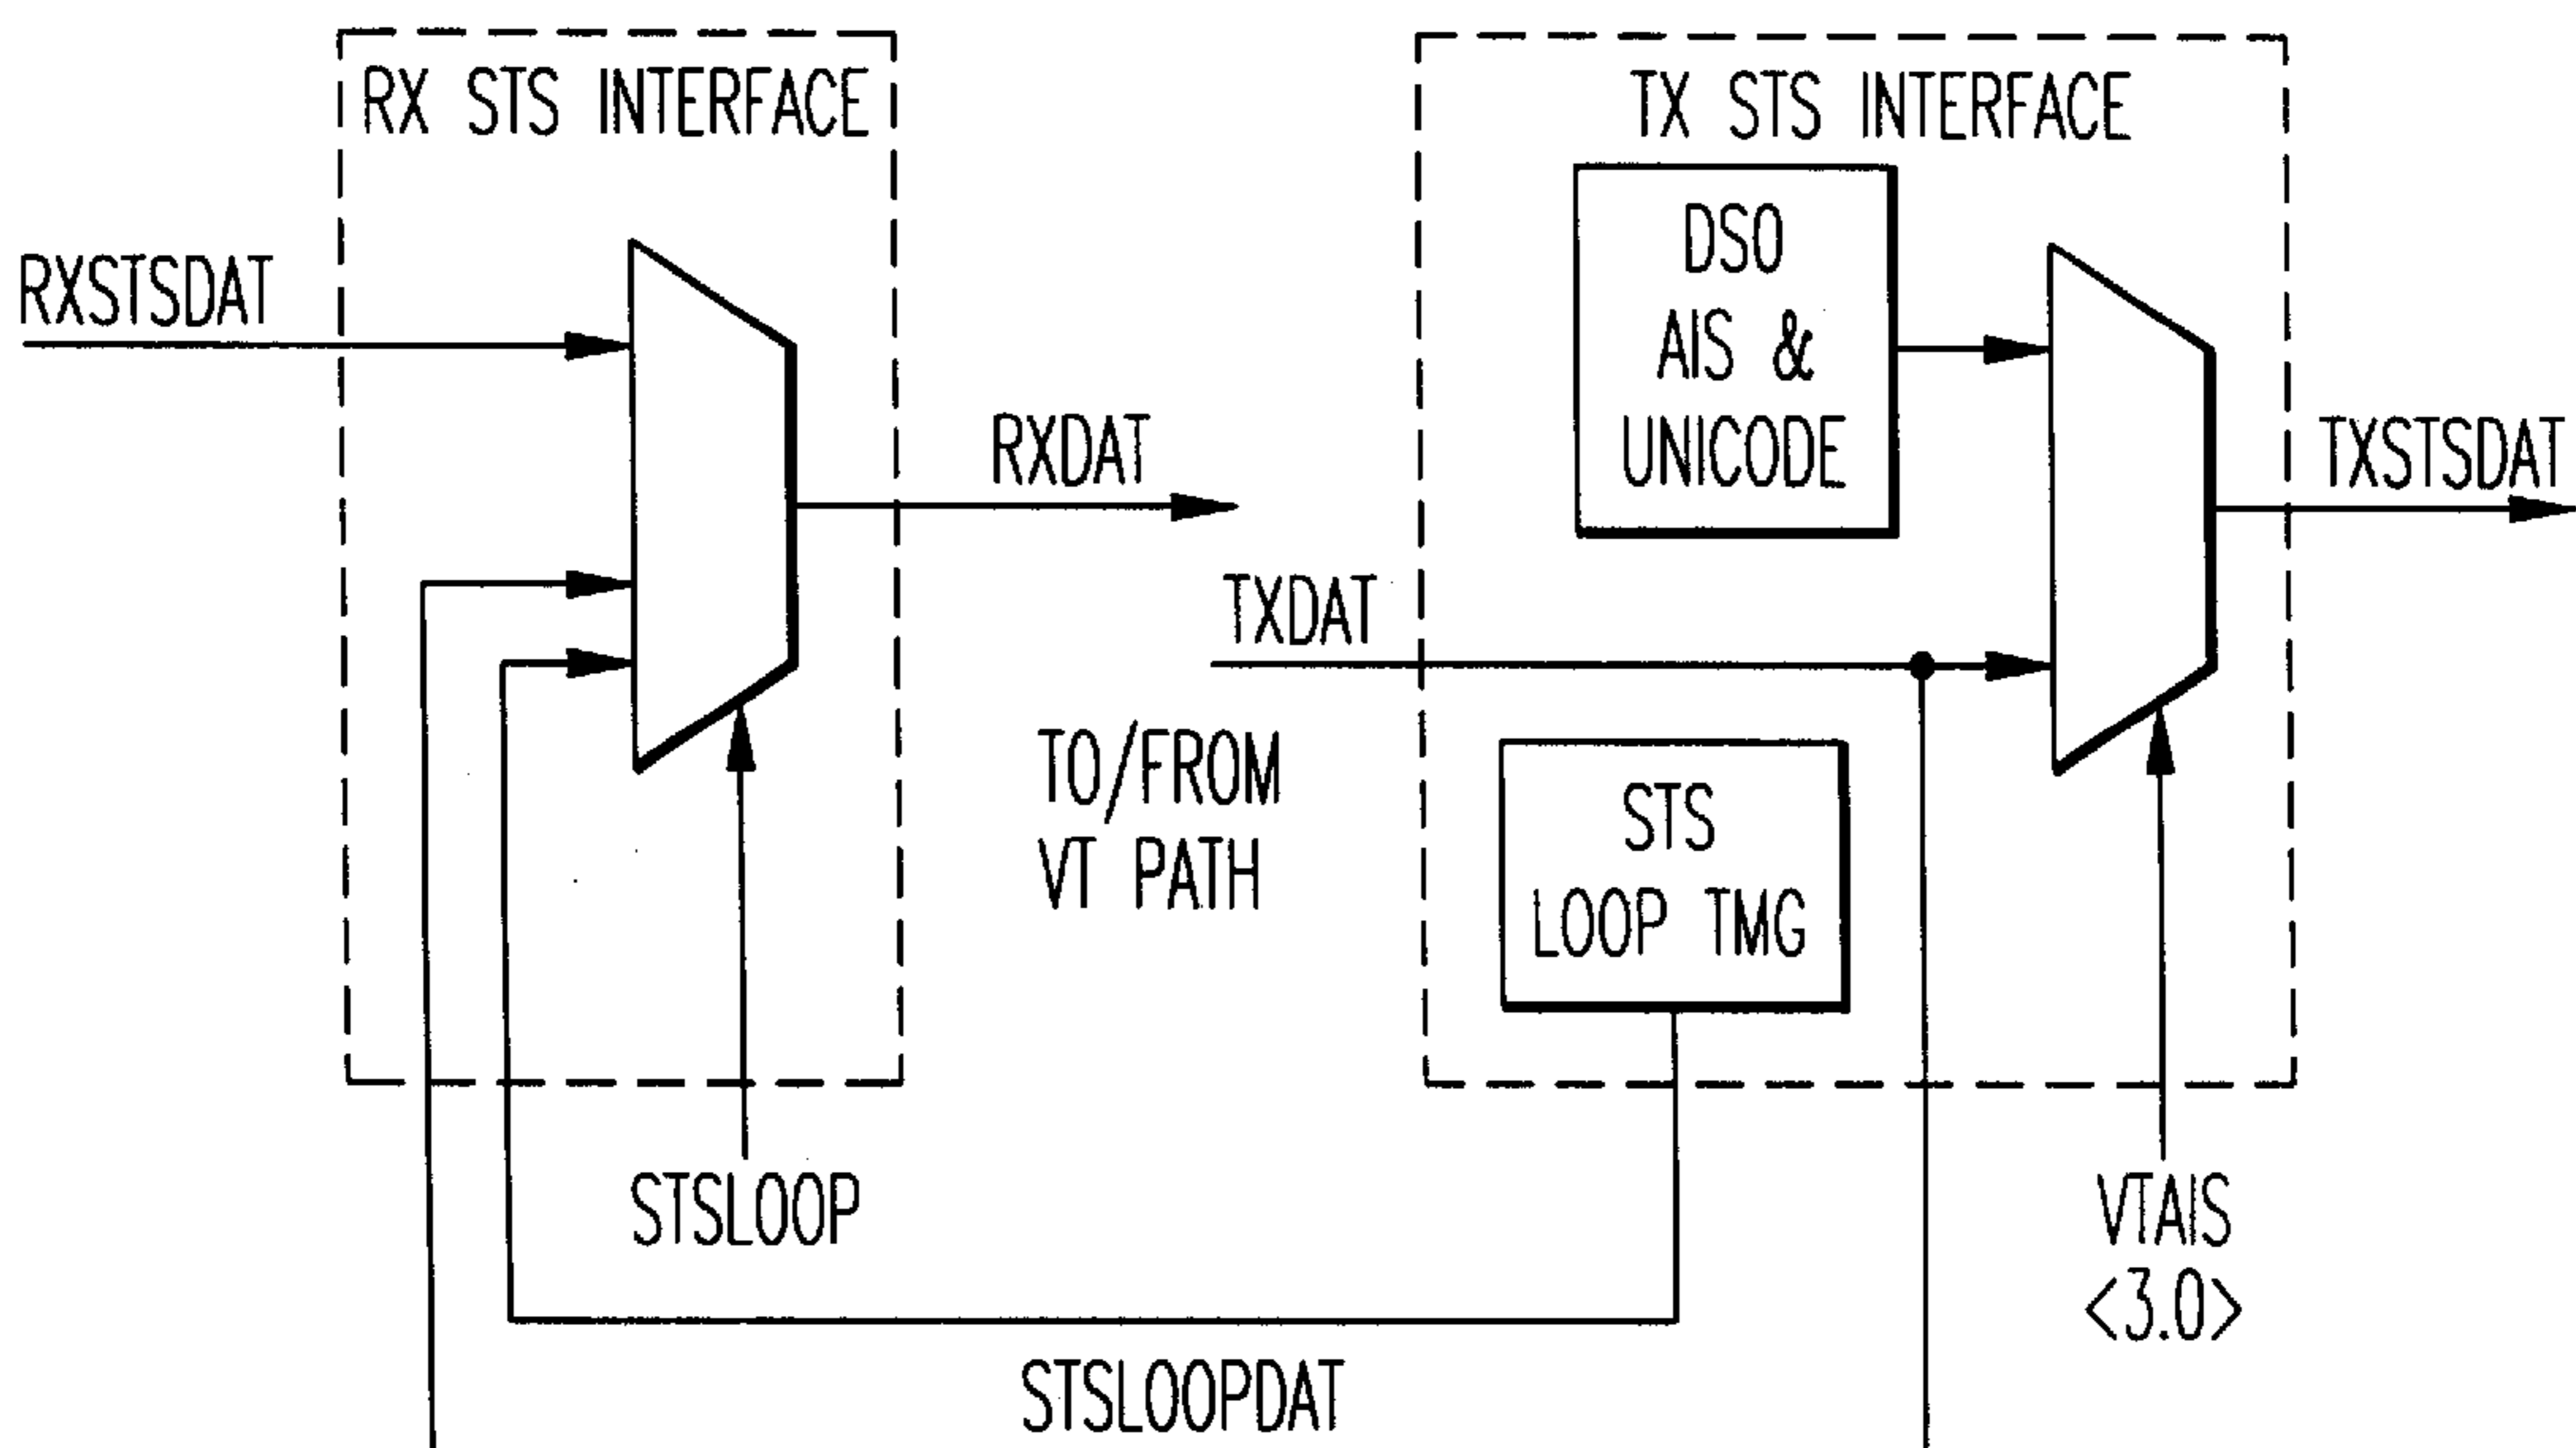 RX STS INTERFACE
TX STS INTERFACE
RXSTSDAT
DSO
AIS &
UNICODE
RXDAT
TXSTSDAT
TXDAT
TO/FROM
VT PATH
STS
LOOP TMG
STSLOOP
VTAIS
<3.0>
STSLOOPDAT